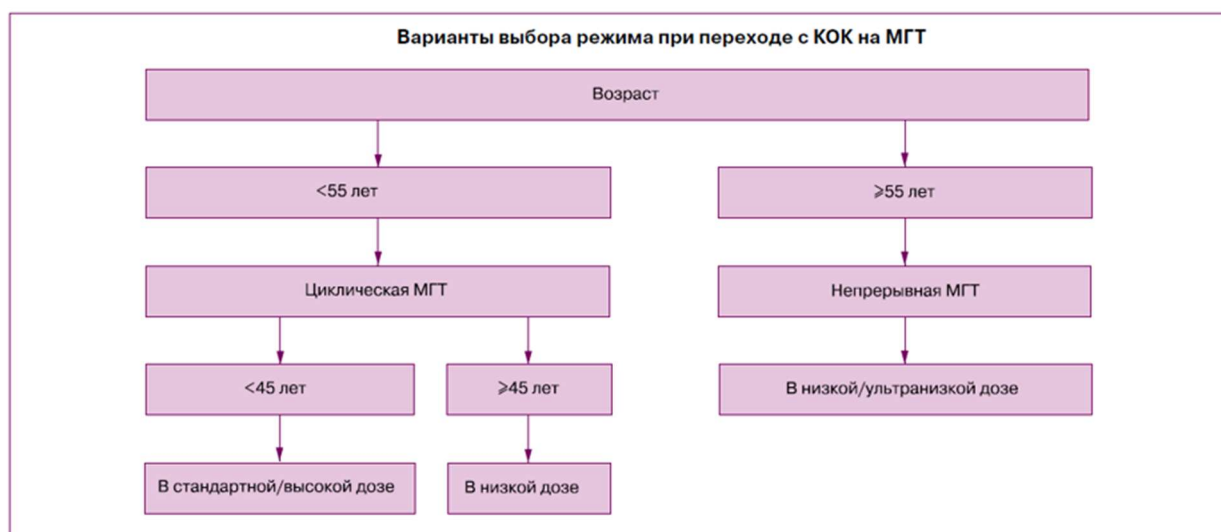 Варианты выбора режима при переходе с КОК на МГТ
Возраст
<55 лет
⩾55 лет
Циклическая МГТ
Непрерывная МГТ
<45 лет
⩾45 лет
В низкой/ультранизкой дозе
В стандартной/высокой дозе
В низкой дозе